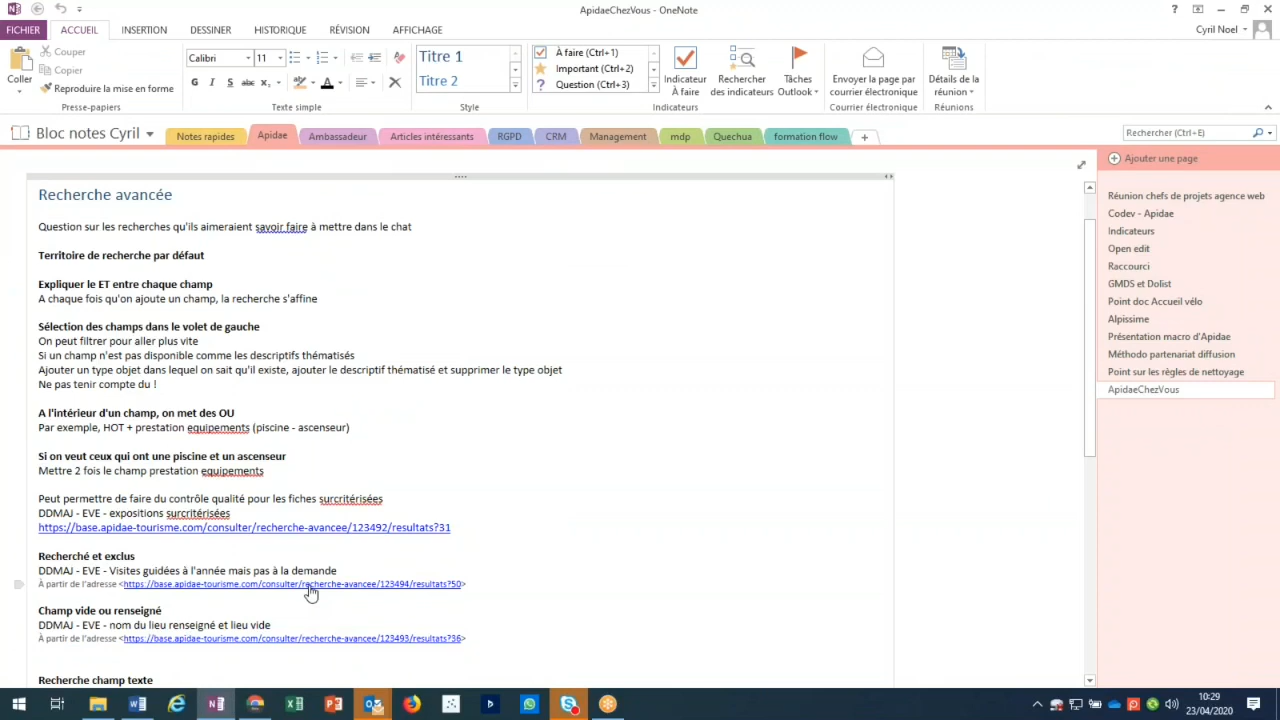 ApidaeChezVous - OneNote
FICHIER ACCUEIL INSERTION DESSINER HISTORIQUE RÉVISION AFFICHAGE
Cyril Noel
Coller
Couper
Copier
Reproduire la mise en forme
Presse-papiers
Calibri 11
Texte simple
Titre 1
Titre 2
Style
À faire (Ctrl+1)
Important (Ctrl+2)
Question (Ctrl+3)
Indicateur À faire
Rechercher des indicateurs
Indicateurs
Tâches Outlook
Envoyer la page par courrier électronique
Courrier électronique
Détails de la réunion
Réunions
Bloc notes Cyril
Notes rapides Apidae Ambassadeur Articles intéressants RGPD CRM Management mdp Quechua formation flow
Rechercher (Ctrl+E)
Recherche avancée
Question sur les recherches qu'ils aimeraient savoir faire à mettre dans le chat
Territoire de recherche par défaut
Expliquer le ET entre chaque champ
A chaque fois qu'on ajoute un champ, la recherche s'affine
Sélection des champs dans le volet de gauche
On peut filtrer pour aller plus vite
Si un champ n'est pas disponible comme les descriptifs thématisés
Ajouter un type objet dans lequel on sait qu'il existe, ajouter le descriptif thématisé et supprimer le type objet
Ne pas tenir compte du !
A l'intérieur d'un champ, on met des OU
Par exemple, HOT + prestation equipements (piscine - ascenseur)
Si on veut ceux qui ont une piscine et un ascenseur
Mettre 2 fois le champ prestation equipements
Peut permettre de faire du contrôle qualité pour les fiches surcritérisées
DDMAJ - EVE - expositions surcritérisées
https://base.apidae-tourisme.com/consulter/recherche-avancee/123492/resultats?31
Recherché et exclus
DDMAJ - EVE - Visites guidées à l'année mais pas à la demande
À partir de l'adresse <https://base.apidae-tourisme.com/consulter/recherche-avancee/123494/resultats?50>
Champ vide ou renseigné
DDMAJ - EVE - nom du lieu renseigné et lieu vide
À partir de l'adresse <https://base.apidae-tourisme.com/consulter/recherche-avancee/123493/resultats?36>
Recherche champ texte
Ajouter une page
Réunion chefs de projets agence web
Codev - Apidae
Indicateurs
Open edit
Raccourci
GMDS et Dolist
Point doc Accueil vélo
Alpissime
Présentation macro d'Apidae
Méthodo partenariat diffusion
Point sur les règles de nettoyage
ApidaeChezVous
10:29
23/04/2020